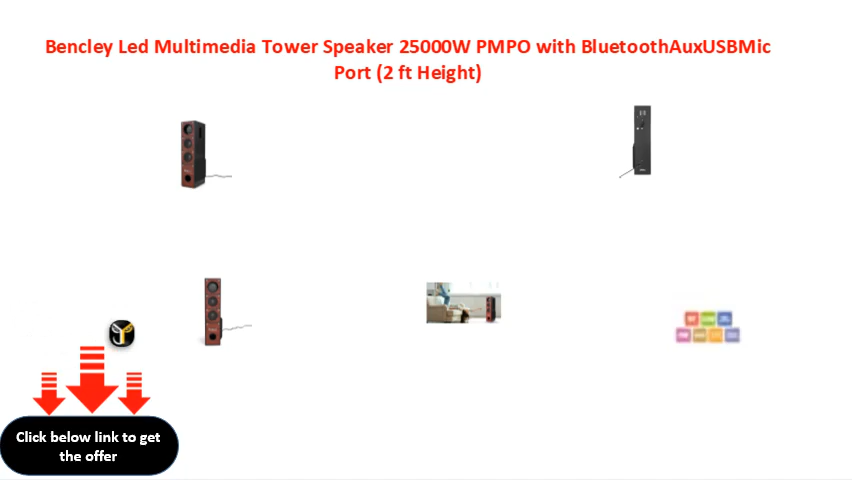 Bencley Led Multimedia Tower Speaker 25000W PMPO with BluetoothAuxUSBMic
Port (2 ft Height)
Click below link to get
the offer